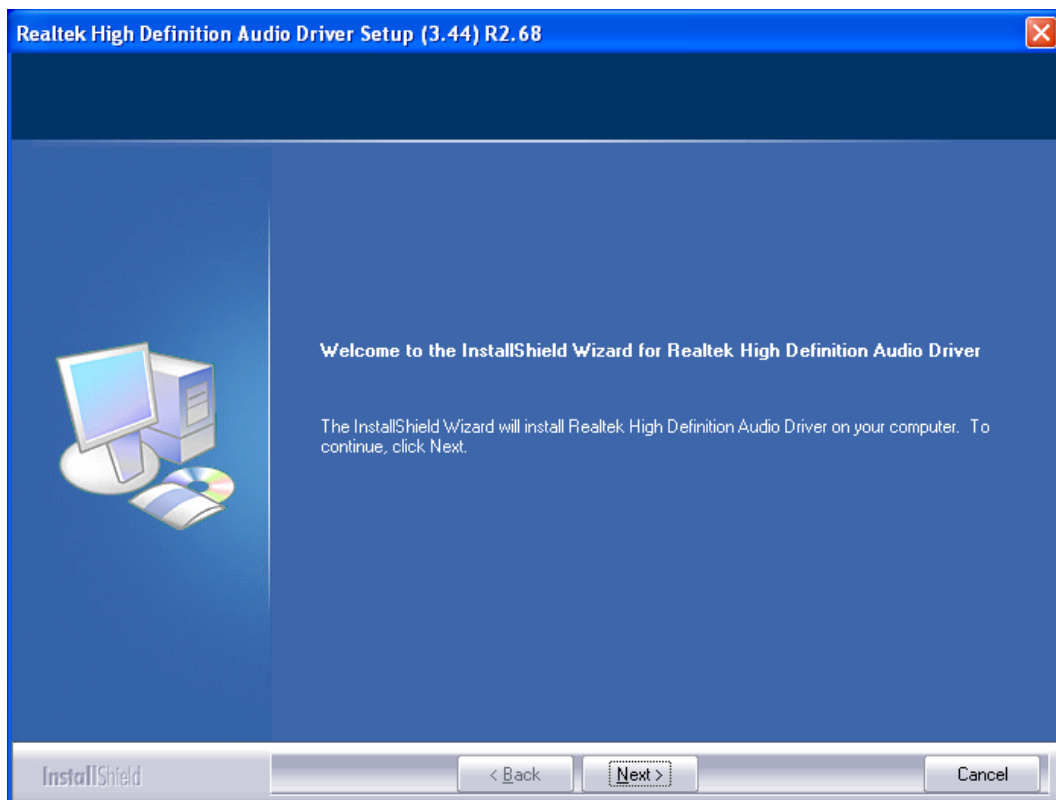 Realtek High Definition Audio Driver Setup (3.44) R2.68
Welcome to the InstallShield Wizard for Realtek High Definition Audio Driver
The InstallShield Wizard will install Realtek High Definition Audio Driver on your computer. To
continue, click Next.
InstallShield
< Back
Next >
Cancel